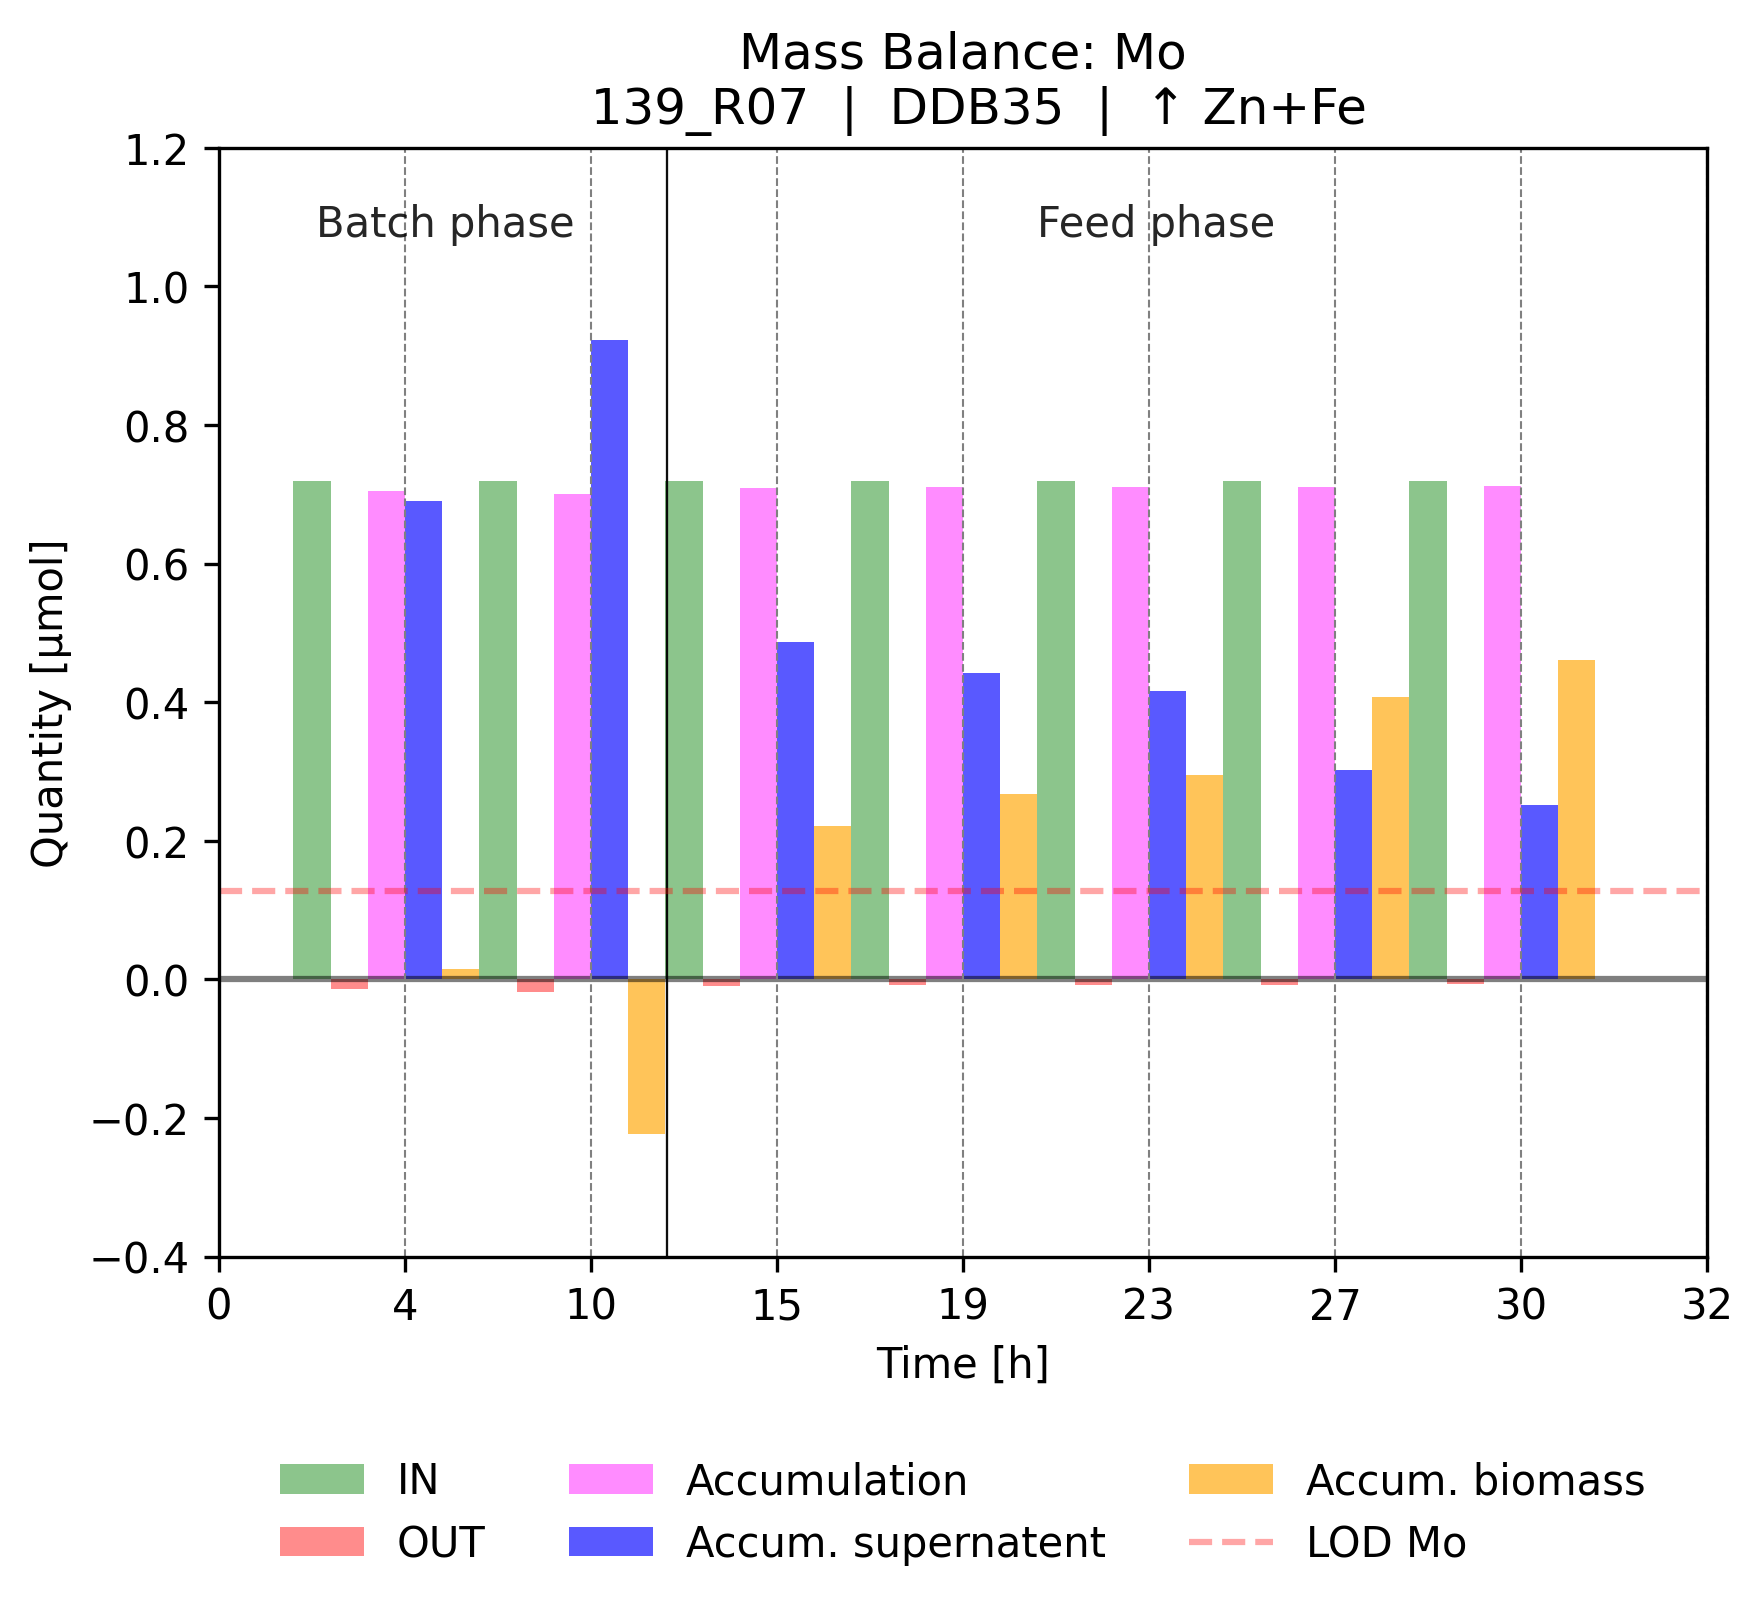 Mass Balance: Mo
139_R07 | DDB35 | ↑ Zn+Fe
1.2
1.0
0.8
0.6
0.4
0.2
0.0
−0.2
−0.4
Quantity [µmol]
Batch phase
Feed phase
0 4 10 15 19 23 27 30 32
Time [h]
IN
OUT
Accumulation
Accum. supernatent
Accum. biomass
LOD Mo